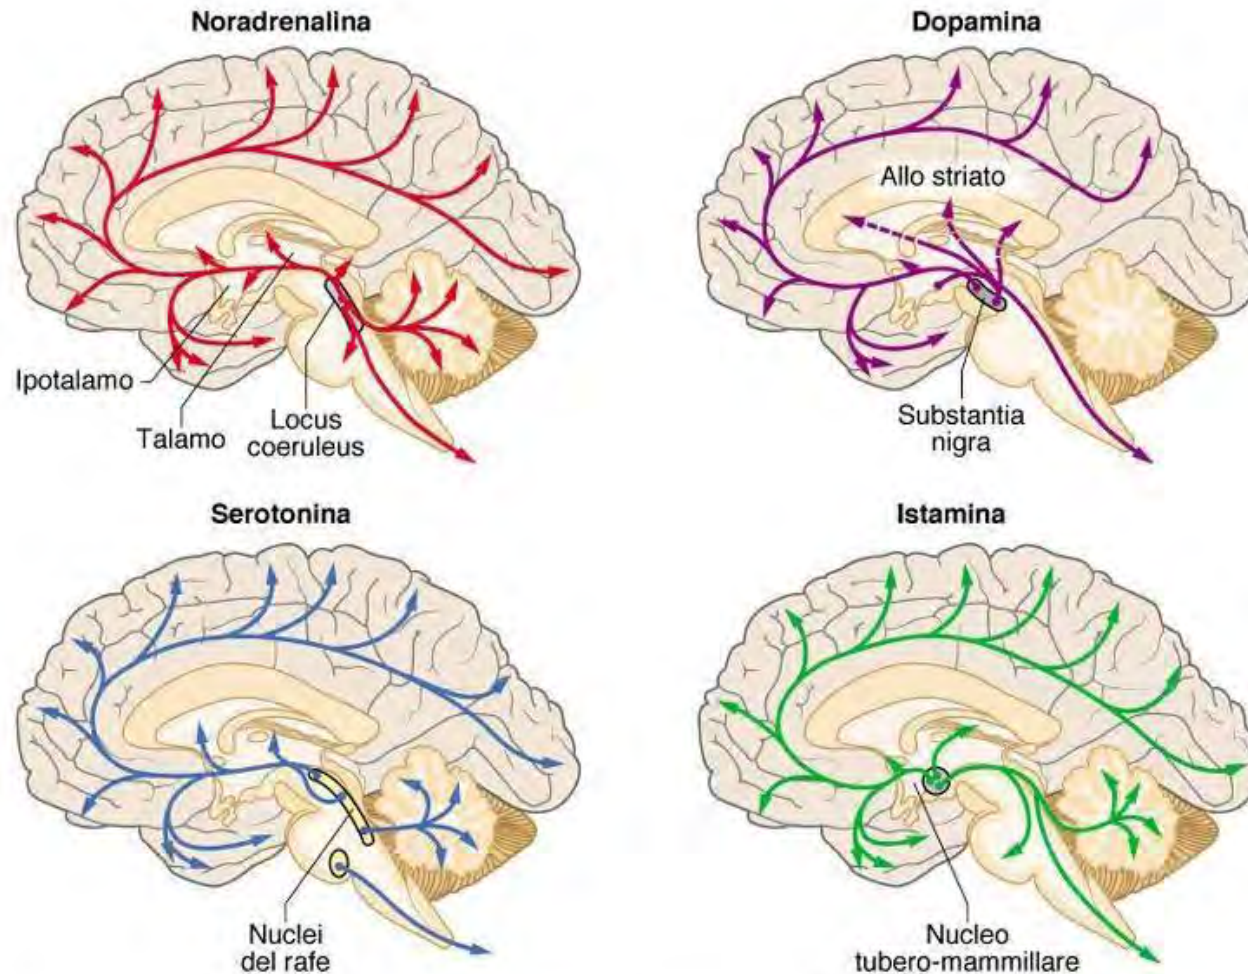 Noradrenalina
Ipotalamo
Talamo
Locus
coeruleus
Dopamina
Allo striato
Substantia
nigra
Serotonina
Nuclei
del rafe
Istamina
Nucleo
tubero-mammillare